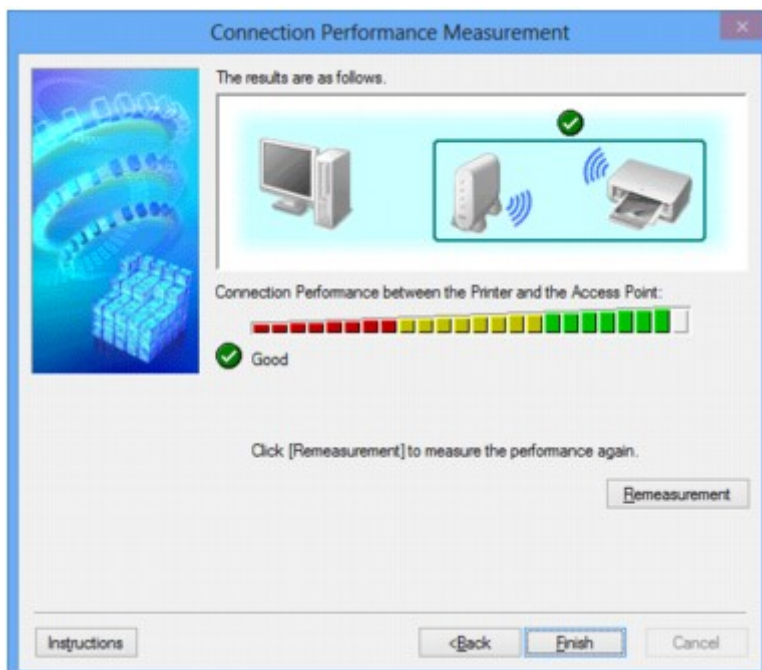 Connection Performance Measurement
The results are as follows.
Connection Performance between the Printer and the Access Point:
Good
Click [Remeasurement] to measure the performance again.
Remeasurement
Instructions
<Back
Finish
Cancel